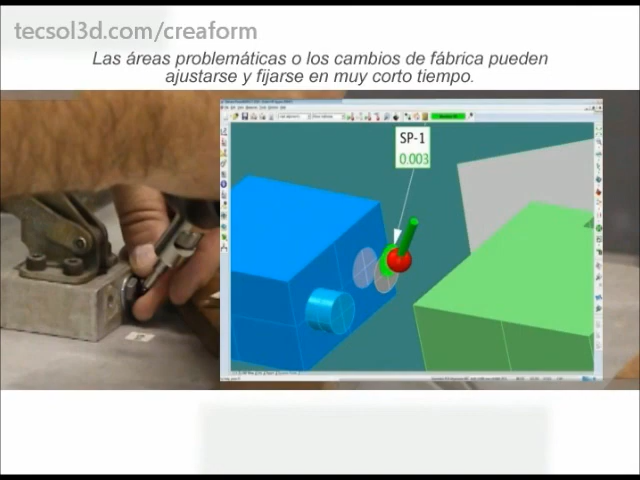 tecsol3d.com/creaform
Las áreas problemáticas o los cambios de fábrica pueden
ajustarse y fijarse en muy corto tiempo.
SP-1
0.003